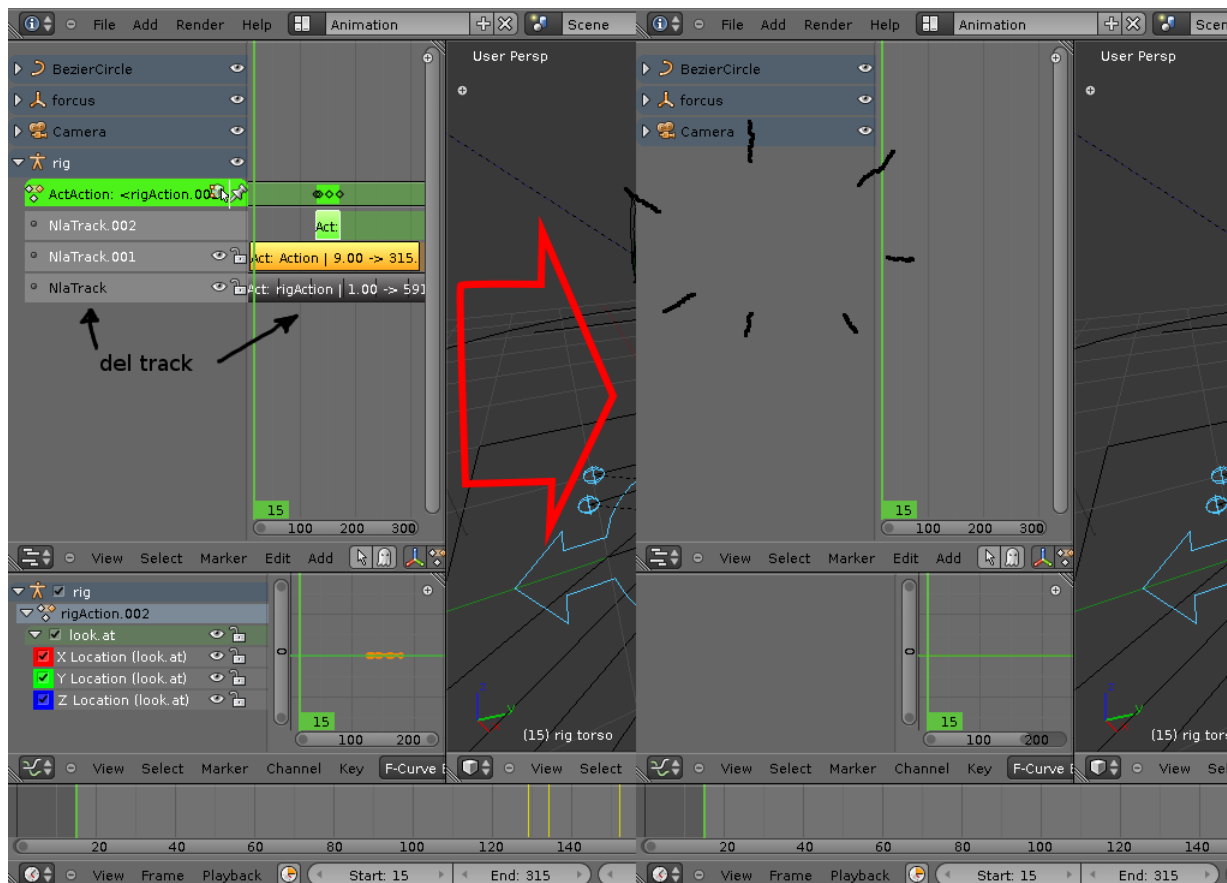 File Add Render Help Animation Scene
BezierCircle
forcus
Camera
rig
ActAction: <rigAction.00
NlaTrack.002 Act:
NlaTrack.001 Act: Action | 9.00 -> 315.
NlaTrack Act: rigAction | 1.00 -> 591
del track
15
100 200 300
View Select Marker Edit Add
rig
rigAction.002
look.at
X Location (look.at)
Y Location (look.at)
Z Location (look.at)
15
100 200
View Select Marker Channel Key F-Curve E
User Persp
z
y
(15) rig torso
View Select
20 40 60 80 100 120 140
View Frame Playback Start: 15 End: 315
File Add Render Help Animation Scen
BezierCircle
forcus
Camera
15
100 200 300
View Select Marker Edit Add
15
100 200
View Select Marker Channel Key F-Curve E
User Persp
z
y
(15) rig tors
View Se
20 40 60 80 100 120 140
View Frame Playback Start: 15 End: 315